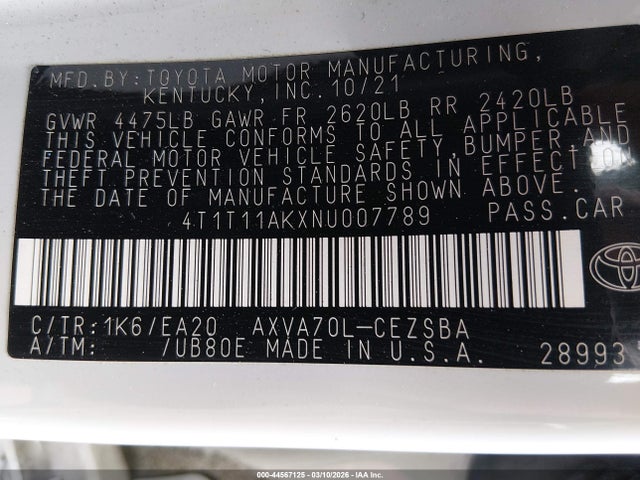 MFD.BY: TOYOTA MOTOR MANUFACTURING,
KENTUCKY, INC. 10/21
GVWR 4475LB GAWR FR 2620LB RR 2420LB
THIS VEHICLE CONFORMS TO ALL APPLICABLE
FEDERAL MOTOR VEHICLE SAFETY, BUMPER, AND
THEFT PREVENTION STANDARDS IN EFFECT ON
THE DATE OF MANUFACTURE SHOWN ABOVE.
4T1T11AKXNU007789 PASS.CAR
C/TR: 1K6/EA20 AXVA70L-CEZSBA
A/TM: /UB80E MADE IN U.S.A. 28993
000-44567125 - 03/10/2026 - IAA Inc.